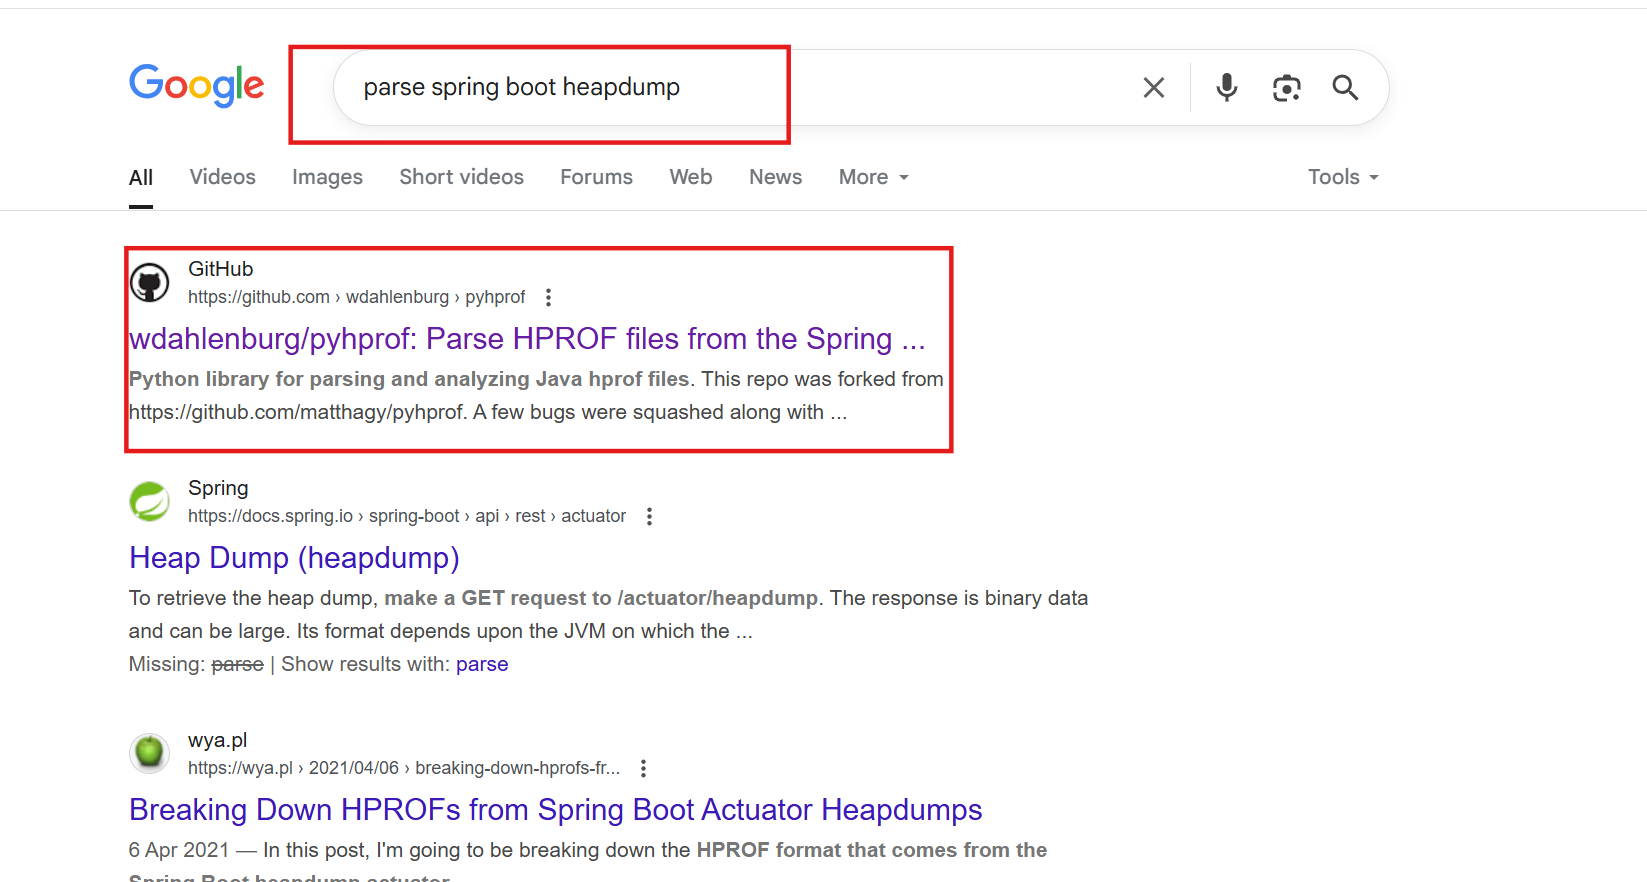 Google
parse spring boot heapdump
All Videos Images Short videos Forums Web News More Tools
GitHub
https://github.com › wdahlenburg › pyhprof
wdahlenburg/pyhprof: Parse HPROF files from the Spring ...
Python library for parsing and analyzing Java hprof files. This repo was forked from
https://github.com/matthagy/pyhprof. A few bugs were squashed along with ...
Spring
https://docs.spring.io › spring-boot › api › rest › actuator
Heap Dump (heapdump)
To retrieve the heap dump, make a GET request to /actuator/heapdump. The response is binary data
and can be large. Its format depends upon the JVM on which the ...
Missing: parse | Show results with: parse
wya.pl
https://wya.pl › 2021/04/06 › breaking-down-hprofs-fr...
Breaking Down HPROFs from Spring Boot Actuator Heapdumps
6 Apr 2021 — In this post, I'm going to be breaking down the HPROF format that comes from the
Spring Boot heapdump actuator.